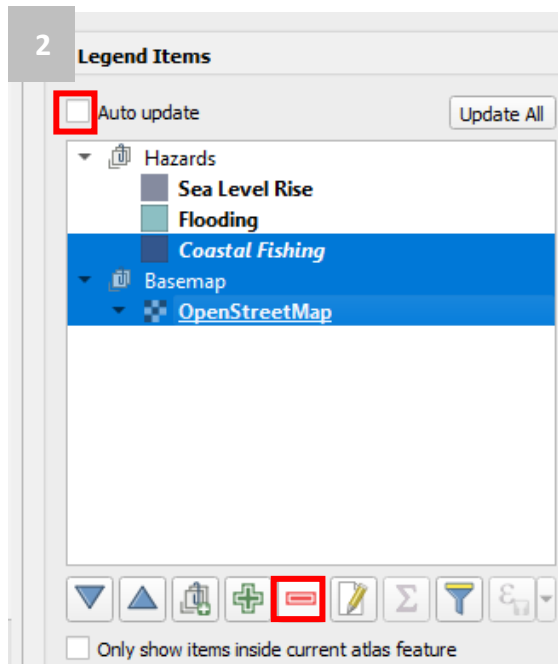 2
Legend Items
Auto update
Update All
Hazards
Sea Level Rise
Flooding
Coastal Fishing
Basemap
OpenStreetMap
Σ
ε
Only show items inside current atlas feature